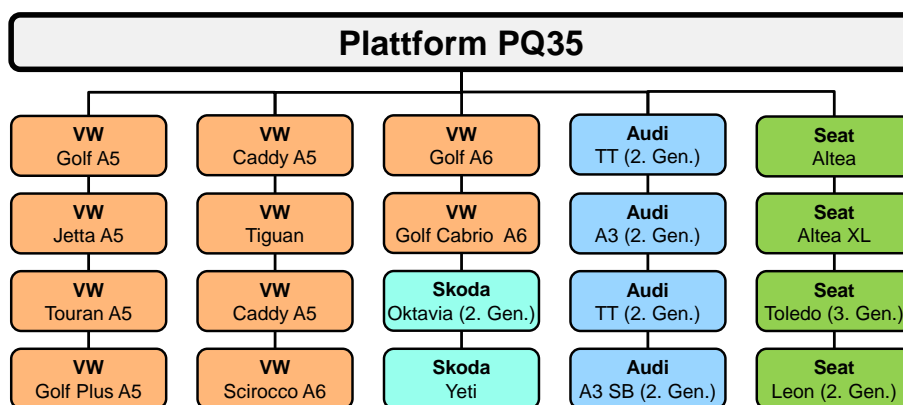 Plattform PQ35
VW
Golf A5
VW
Caddy A5
VW
Golf A6
Audi
TT (2. Gen.)
Seat
Altea
VW
Jetta A5
VW
Tiguan
VW
Golf Cabrio A6
Audi
A3 (2. Gen.)
Seat
Altea XL
VW
Touran A5
VW
Caddy A5
Skoda
Oktavia (2. Gen.)
Audi
TT (2. Gen.)
Seat
Toledo (3. Gen.)
VW
Golf Plus A5
VW
Scirocco A6
Skoda
Yeti
Audi
A3 SB (2. Gen.)
Seat
Leon (2. Gen.)